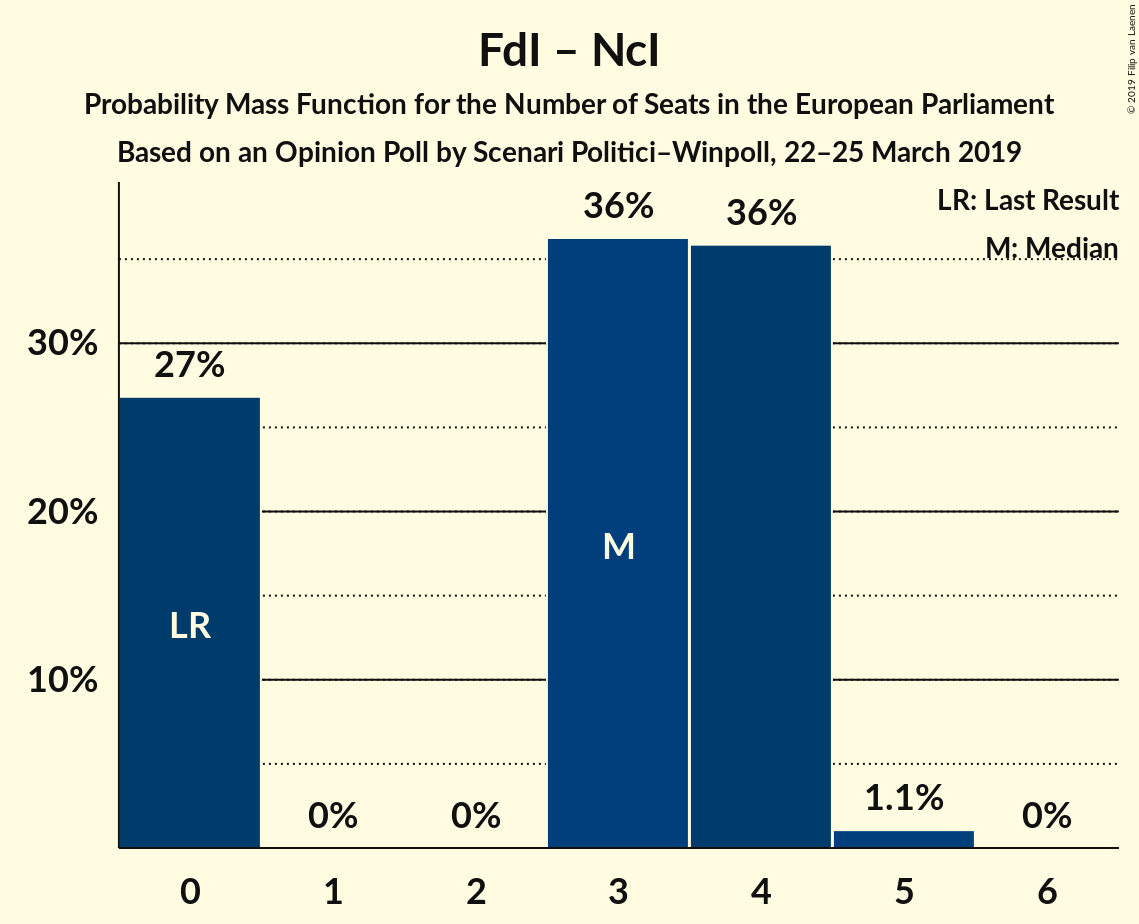 FdI – NcI
Probability Mass Function for the Number of Seats in the European Parliament
Based on an Opinion Poll by Scenari Politici–Winpoll, 22–25 March 2019
© 2019 Filip van Laenen
LR: Last Result
M: Median
36%
36%
30%
27%
20%
M
LR
10%
1.1%
0%
0%
0%
0
1
2
3
4
5
6